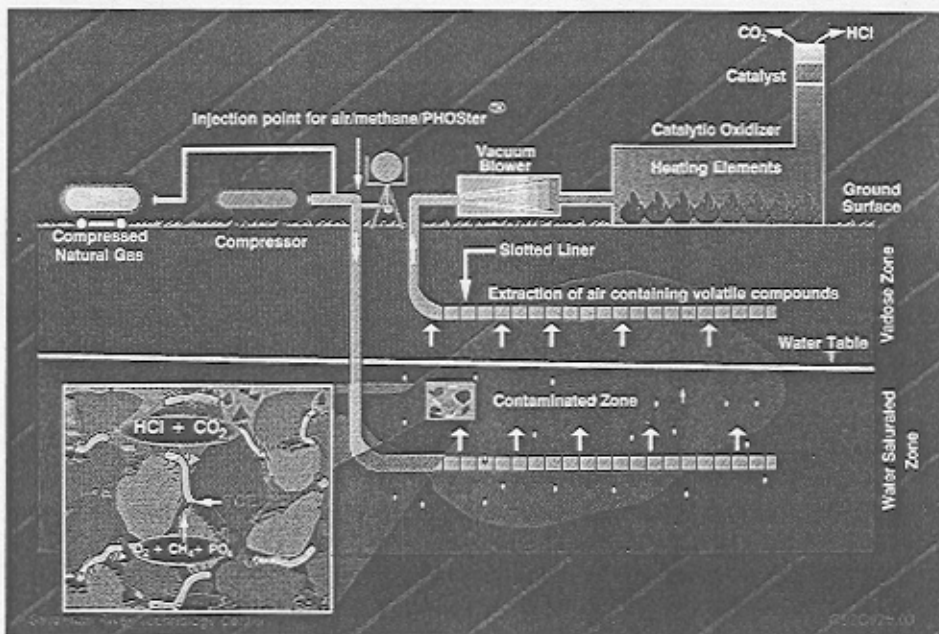 CO₂
HCl
Catalyst
Injection point for air/methane/PHOSter
Catalytic Oxidizer
Vacuum
Blower
Heating Elements
Ground
Surface
Compressed
Natural Gas
Compressor
Slotted Liner
Extraction of air containing volatile compounds
Vadose Zone
Water Table
Contaminated Zone
HCl + CO₂
Water Saturated
Zone
O₂ + CH₄ + PO₄